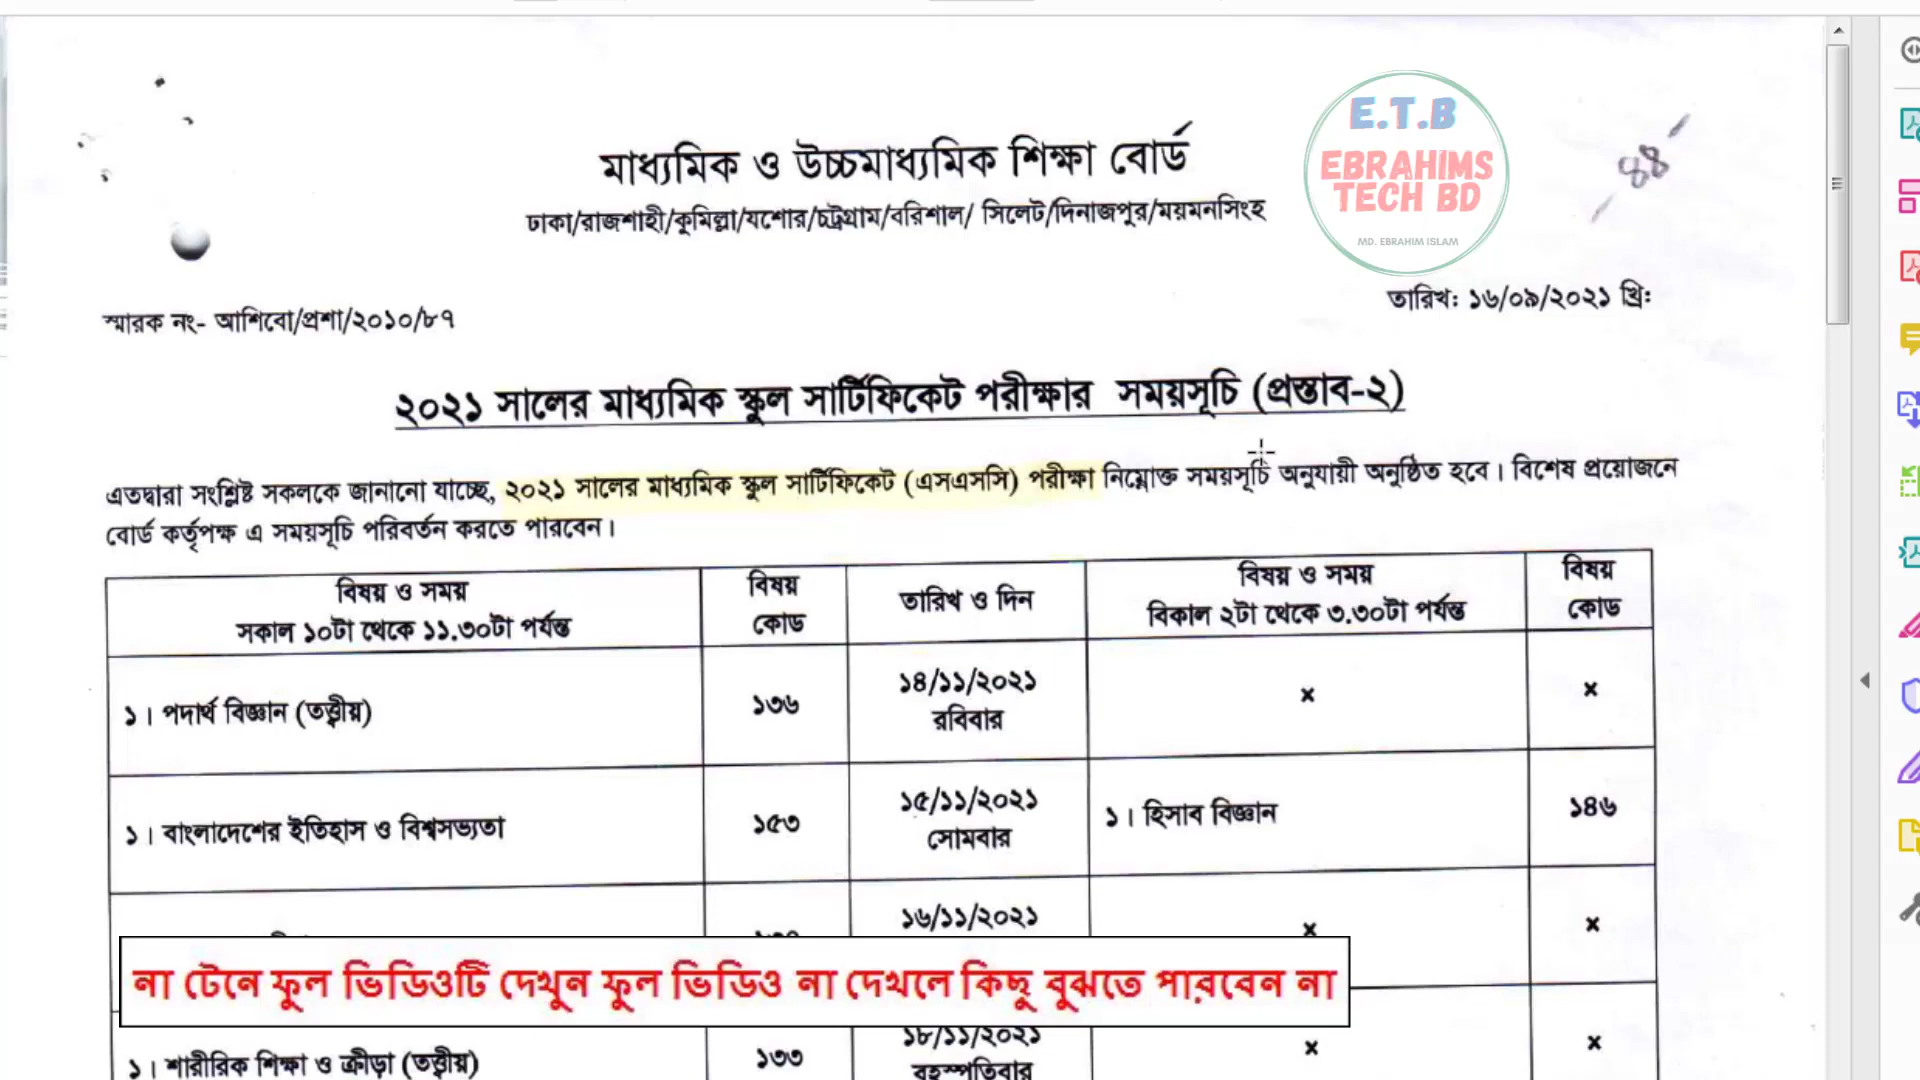 E.T.B
EBRAHIMS
TECH BD
MD. EBRAHIM ISLAM
৪৪
মাধ্যমিক ও উচ্চমাধ্যমিক শিক্ষা বোর্ড
ঢাকা/রাজশাহী/কুমিল্লা/যশোর/চট্টগ্রাম/বরিশাল/ সিলেট/দিনাজপুর/ময়মনসিংহ
তারিখ: ১৬/০৯/২০২১ খ্রি:
স্মারক নং- আশিবো/প্রশা/২০১০/৮৭
২০২১ সালের মাধ্যমিক স্কুল সার্টিফিকেট পরীক্ষার সময়সূচি (প্রস্তাব-২)
এতদ্বারা সংশ্লিষ্ট সকলকে জানানো যাচ্ছে, ২০২১ সালের মাধ্যমিক স্কুল সার্টিফিকেট (এসএসসি) পরীক্ষা নিম্নোক্ত সময়সূচি অনুযায়ী অনুষ্ঠিত হবে। বিশেষ প্রয়োজনে
বোর্ড কর্তৃপক্ষ এ সময়সূচি পরিবর্তন করতে পারবেন।
বিষয় ও সময়
সকাল ১০টা থেকে ১১.৩০টা পর্যন্ত
বিষয়
কোড
তারিখ ও দিন
বিষয় ও সময়
বিকাল ২টা থেকে ৩.৩০টা পর্যন্ত
বিষয়
কোড
১। পদার্থ বিজ্ঞান (তত্ত্বীয়)
১৩৬
১৪/১১/২০২১
রবিবার
×
×
১। বাংলাদেশের ইতিহাস ও বিশ্বসভ্যতা
১৫৩
১৫/১১/২০২১
সোমবার
১। হিসাব বিজ্ঞান
১৪৬
১৬/১১/২০২১
×
×
না টেনে ফুল ভিডিওটি দেখুন ফুল ভিডিও না দেখলে কিছু বুঝতে পারবেন না
১। শারীরিক শিক্ষা ও ক্রীড়া (তত্ত্বীয়)
১৩৩
১৮/১১/২০২১
বৃহস্পতিবার
×
×